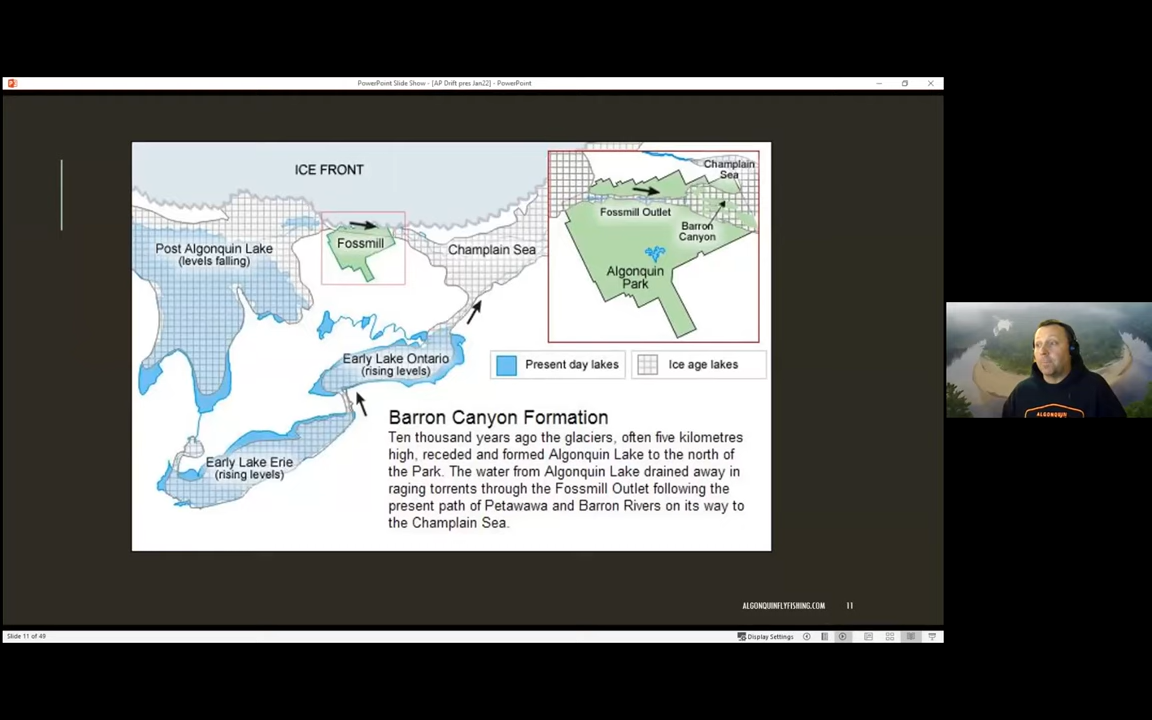 PowerPoint Slide Show - [AP Drift pres Jan22] - PowerPoint
ICE FRONT
Champlain
Sea
Fossmill Outlet
Barron
Canyon
Algonquin
Park
Post Algonquin Lake
(levels falling)
Fossmill
Champlain Sea
Early Lake Ontario
(rising levels)
Present day lakes
Ice age lakes
Early Lake Erie
(rising levels)
Barron Canyon Formation
Ten thousand years ago the glaciers, often five kilometres
high, receded and formed Algonquin Lake to the north of
the Park. The water from Algonquin Lake drained away in
raging torrents through the Fossmill Outlet following the
present path of Petawawa and Barron Rivers on its way to
the Champlain Sea.
ALGONQUIN
ALGONQUINFLYFISHING.COM 11
Slide 11 of 49
Display Settings